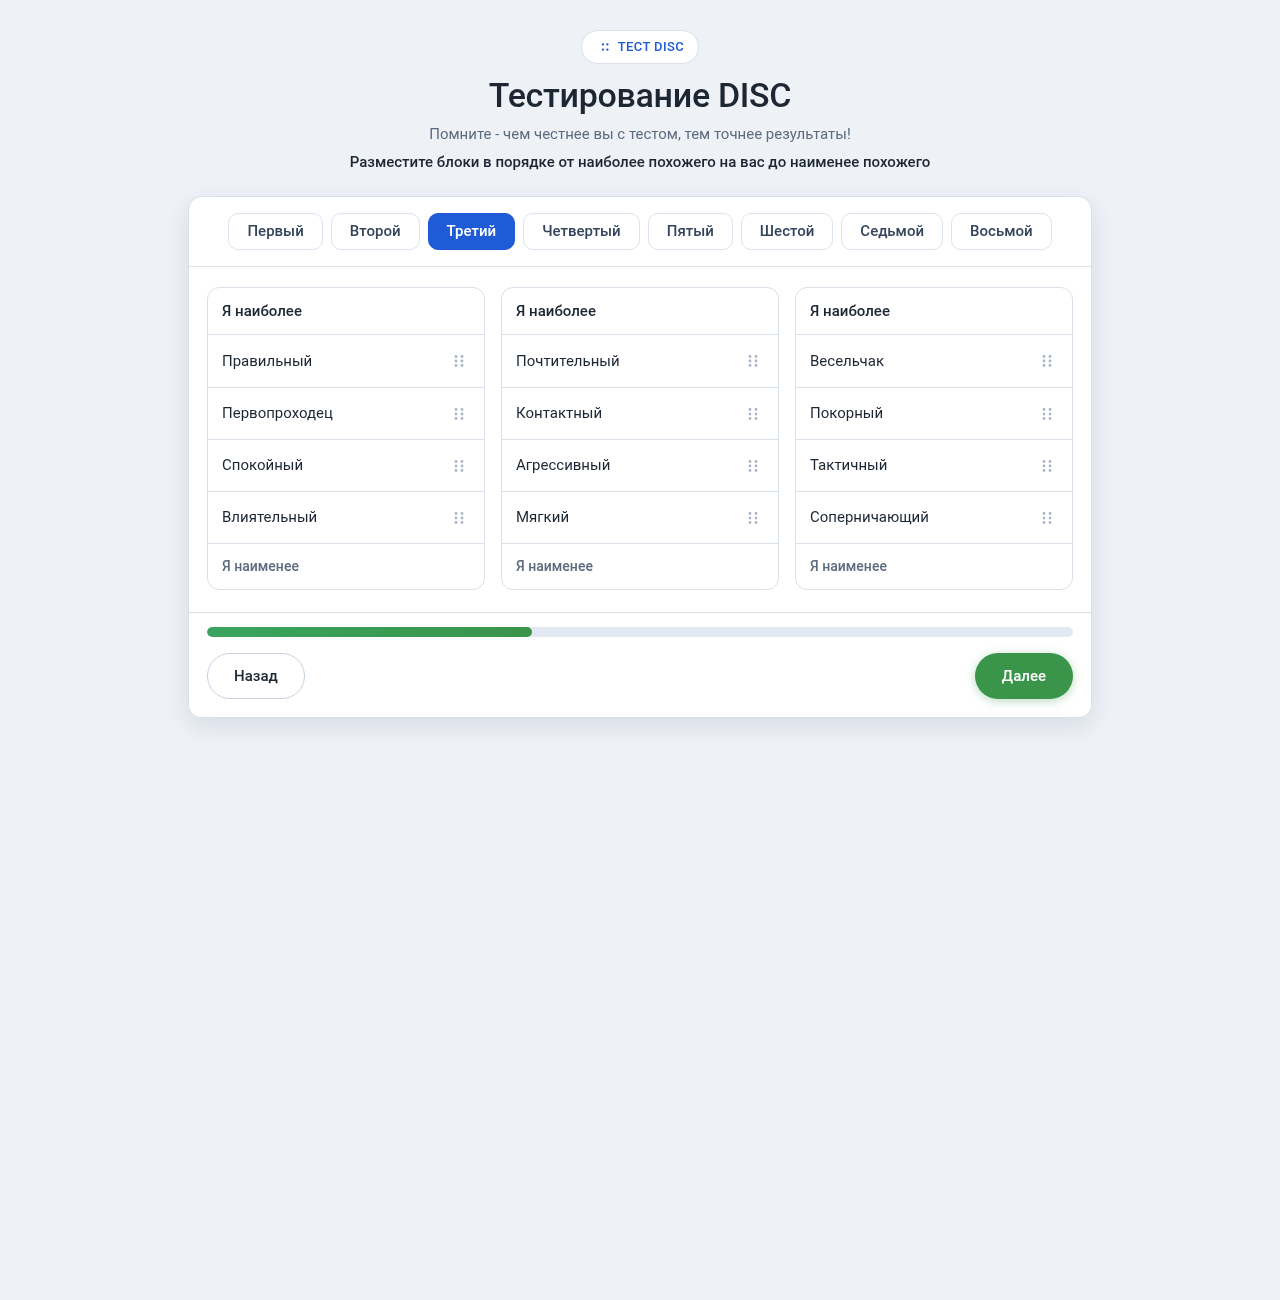 ТЕСТ DISC
Тестирование DISC
Помните - чем честнее вы с тестом, тем точнее результаты!
Разместите блоки в порядке от наиболее похожего на вас до наименее похожего
Первый Второй Третий Четвертый Пятый Шестой Седьмой Восьмой
Я наиболее
Правильный
Первопроходец
Спокойный
Влиятельный
Я наименее
Я наиболее
Почтительный
Контактный
Агрессивный
Мягкий
Я наименее
Я наиболее
Весельчак
Покорный
Тактичный
Соперничающий
Я наименее
Назад
Далее